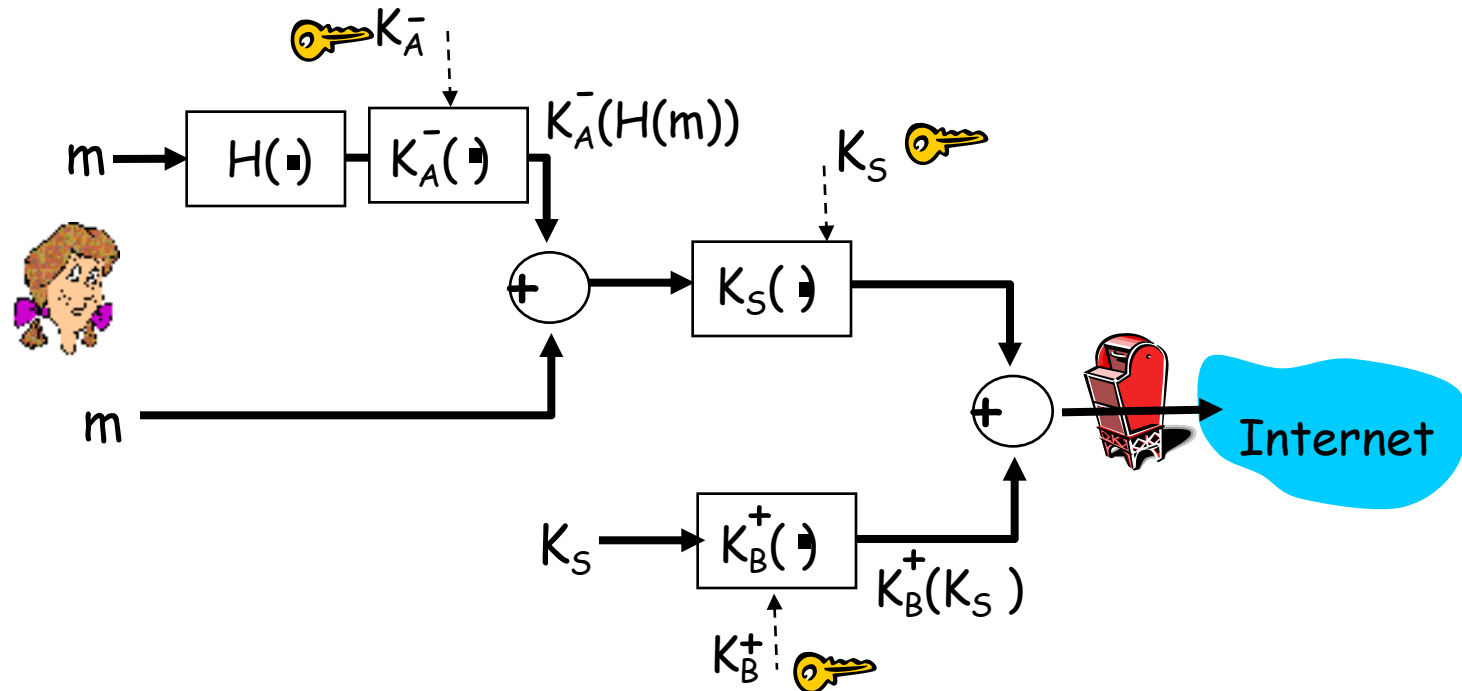 K_A^-
m
H(▪)
K_A^-(▪)
K_A^-(H(m))
K_S
+
K_S(▪)
m
+
Internet
K_S
K_B^+(▪)
K_B^+(K_S )
K_B^+